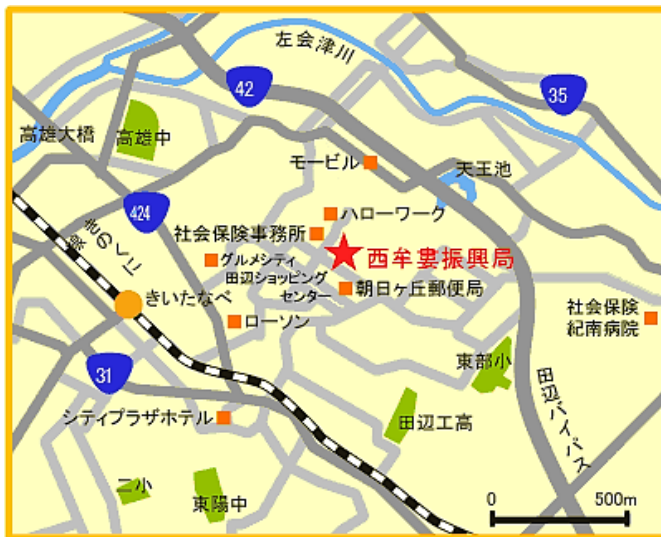 左会津川
42
35
高雄大橋
高雄中
モービル
天王池
424
ハローワーク
きのくに線
社会保険事務所
西牟婁振興局
グルメシティ
田辺ショッピング
センター
朝日ヶ丘郵便局
きいたなべ
ローソン
社会保険
紀南病院
東部小
31
田辺バイパス
シティプラザホテル
田辺工高
二小
東陽中
0
500m